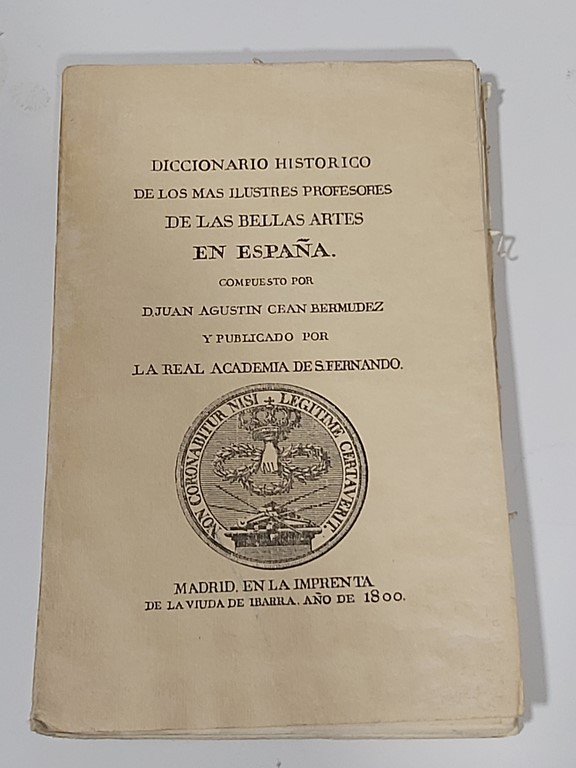 DICCIONARIO HISTORICO
DE LOS MAS ILUSTRES PROFESORES
DE LAS BELLAS ARTES
EN ESPAÑA.
COMPUESTO POR
D.JUAN AGUSTIN CEAN BERMUDEZ
Y PUBLICADO POR
LA REAL ACADEMIA DE S.FERNANDO.
NON CORONABITUR NISI + LEGITIME CERTAVERIT.
MADRID. EN LA IMPRENTA
DE LA VIUDA DE IBARRA. AÑO DE 1800.